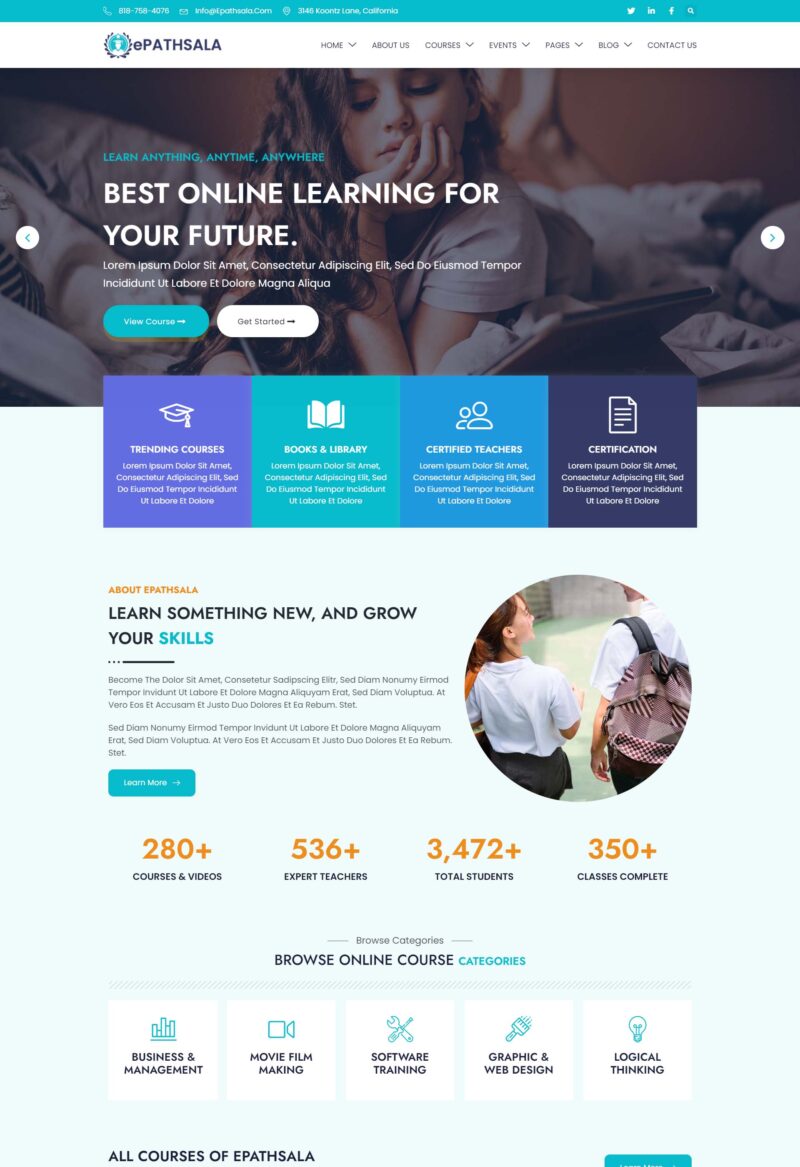 818-758-4076 Info@Epathsala.Com 3146 Koontz Lane, California
ePATHSALA HOME ABOUT US COURSES EVENTS PAGES BLOG CONTACT US
LEARN ANYTHING, ANYTIME, ANYWHERE
BEST ONLINE LEARNING FOR
YOUR FUTURE.
Lorem Ipsum Dolor Sit Amet, Consectetur Adipiscing Elit, Sed Do Eiusmod Tempor
Incididunt Ut Labore Et Dolore Magna Aliqua
View Course Get Started
TRENDING COURSES
Lorem Ipsum Dolor Sit Amet,
Consectetur Adipiscing Elit, Sed
Do Eiusmod Tempor Incididunt
Ut Labore Et Dolore
BOOKS & LIBRARY
Lorem Ipsum Dolor Sit Amet,
Consectetur Adipiscing Elit, Sed
Do Eiusmod Tempor Incididunt
Ut Labore Et Dolore
CERTIFIED TEACHERS
Lorem Ipsum Dolor Sit Amet,
Consectetur Adipiscing Elit, Sed
Do Eiusmod Tempor Incididunt
Ut Labore Et Dolore
CERTIFICATION
Lorem Ipsum Dolor Sit Amet,
Consectetur Adipiscing Elit, Sed
Do Eiusmod Tempor Incididunt
Ut Labore Et Dolore
ABOUT EPATHSALA
LEARN SOMETHING NEW, AND GROW
YOUR SKILLS
Become The Dolor Sit Amet, Consetetur Sadipscing Elitr, Sed Diam Nonumy Eirmod
Tempor Invidunt Ut Labore Et Dolore Magna Aliquyam Erat, Sed Diam Voluptua. At
Vero Eos Et Accusam Et Justo Duo Dolores Et Ea Rebum. Stet.
Sed Diam Nonumy Eirmod Tempor Invidunt Ut Labore Et Dolore Magna Aliquyam
Erat, Sed Diam Voluptua. At Vero Eos Et Accusam Et Justo Duo Dolores Et Ea Rebum.
Stet.
Learn More
280+
COURSES & VIDEOS
536+
EXPERT TEACHERS
3,472+
TOTAL STUDENTS
350+
CLASSES COMPLETE
Browse Categories
BROWSE ONLINE COURSE CATEGORIES
BUSINESS &
MANAGEMENT
MOVIE FILM
MAKING
SOFTWARE
TRAINING
GRAPHIC &
WEB DESIGN
LOGICAL
THINKING
ALL COURSES OF EPATHSALA
Learn More